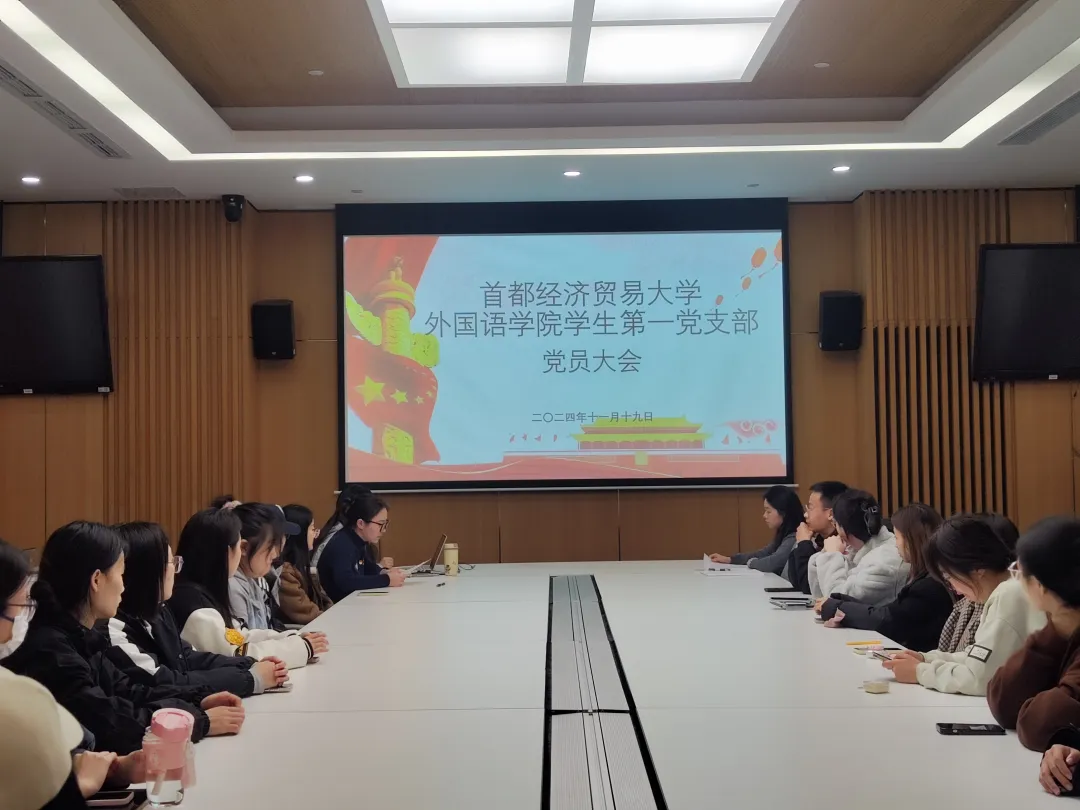 首都经济贸易大学
外国语学院学生第一党支部
党员大会
二〇二四年十一月十九日